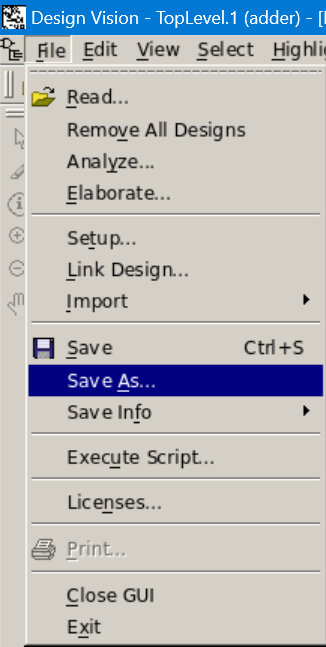 Design Vision - TopLevel.1 (adder) - [
File Edit View Select Highli
Read...
Remove All Designs
Analyze...
Elaborate...
Setup...
Link Design...
Import
Save Ctrl+S
Save As...
Save Info
Execute Script...
Licenses...
Print...
Close GUI
Exit